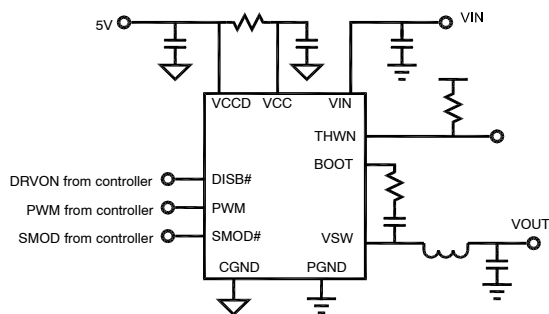 5V
VIN
VCCD VCC VIN
THWN
BOOT
DRVON from controller DISB#
PWM from controller PWM
VOUT
SMOD from controller SMOD# VSW
CGND PGND